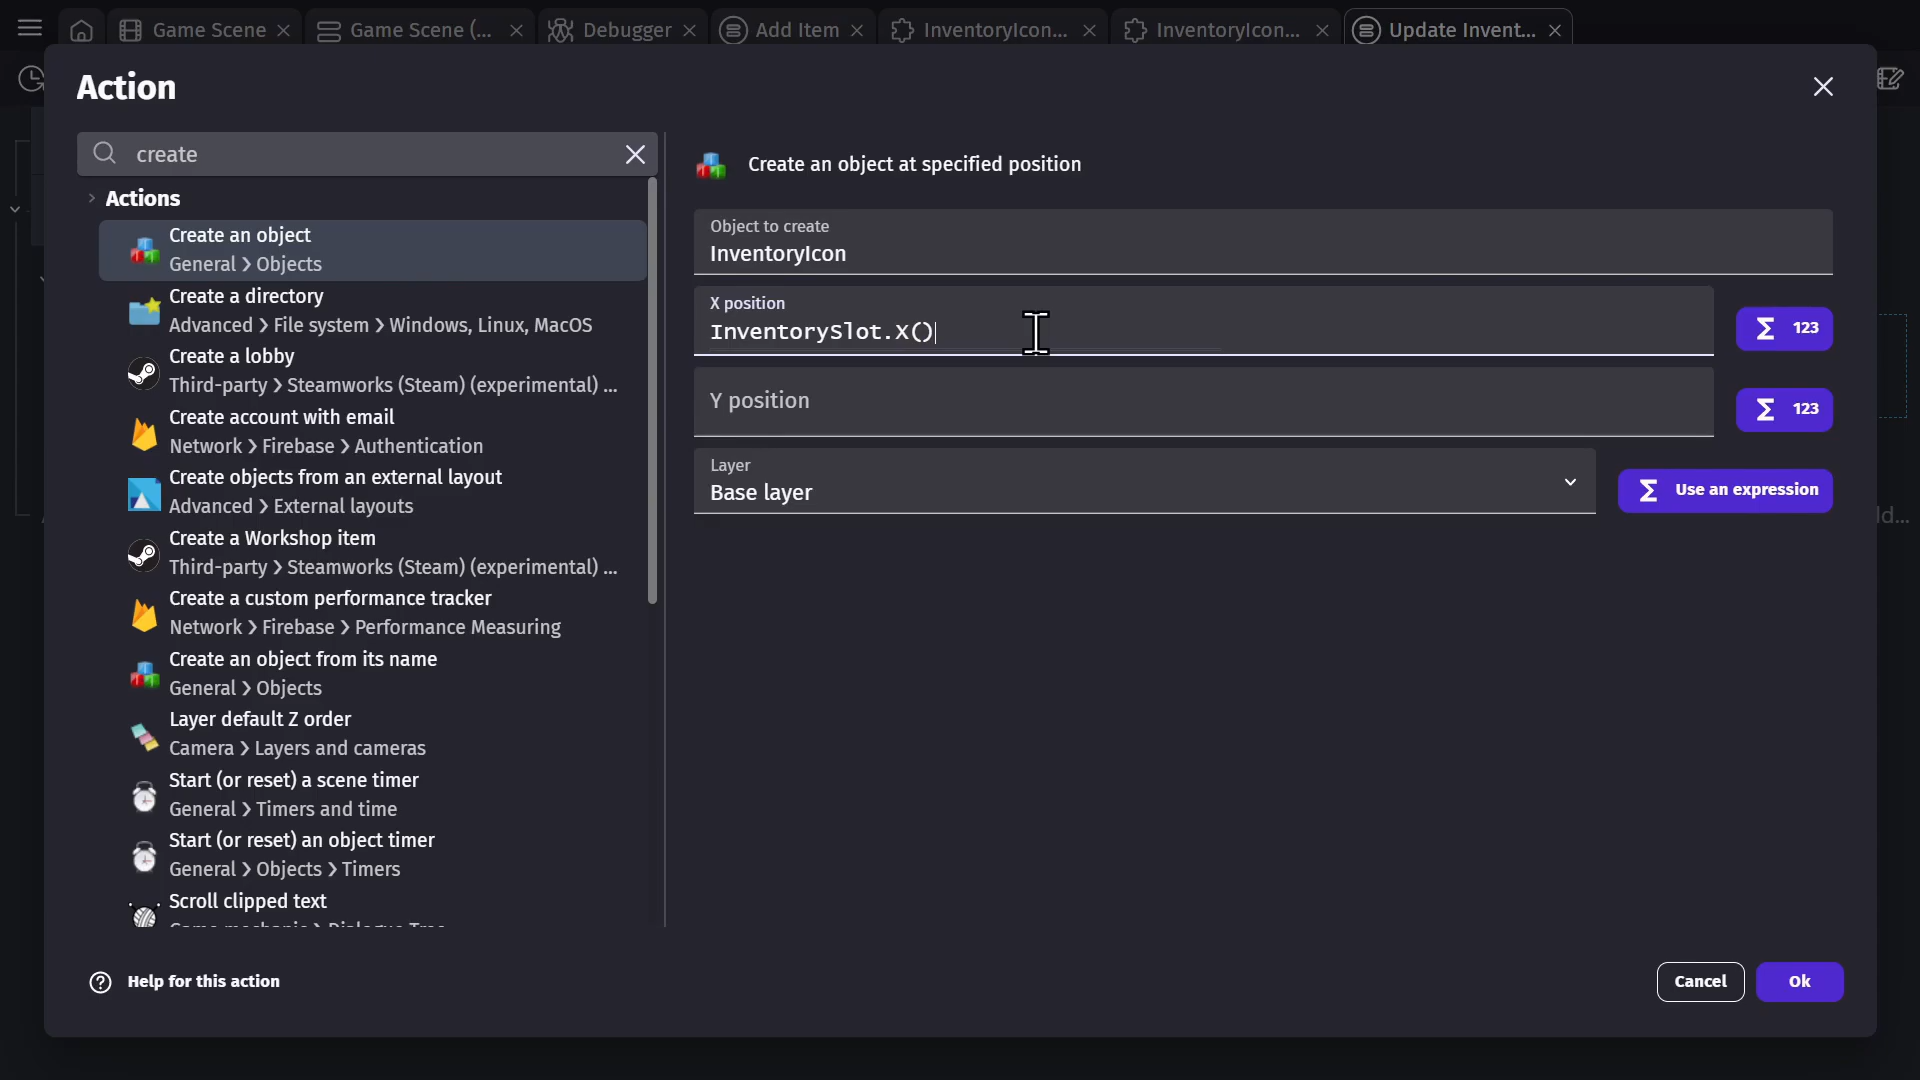 Game Scene
Game Scene (...
Debugger
Add Item
InventoryIcon...
InventoryIcon...
Update Invent...
Action
create
Actions
Create an object
General > Objects
Create a directory
Advanced > File system > Windows, Linux, MacOS
Create a lobby
Third-party > Steamworks (Steam) (experimental) ...
Create account with email
Network > Firebase > Authentication
Create objects from an external layout
Advanced > External layouts
Create a Workshop item
Third-party > Steamworks (Steam) (experimental) ...
Create a custom performance tracker
Network > Firebase > Performance Measuring
Create an object from its name
General > Objects
Layer default Z order
Camera > Layers and cameras
Start (or reset) a scene timer
General > Timers and time
Start (or reset) an object timer
General > Objects > Timers
Scroll clipped text
Game mechanic > Dialogue Tree
Create an object at specified position
Object to create
InventoryIcon
X position
InventorySlot.X()
Σ 123
Y position
Σ 123
Layer
Base layer
Σ Use an expression
Help for this action
Cancel
Ok